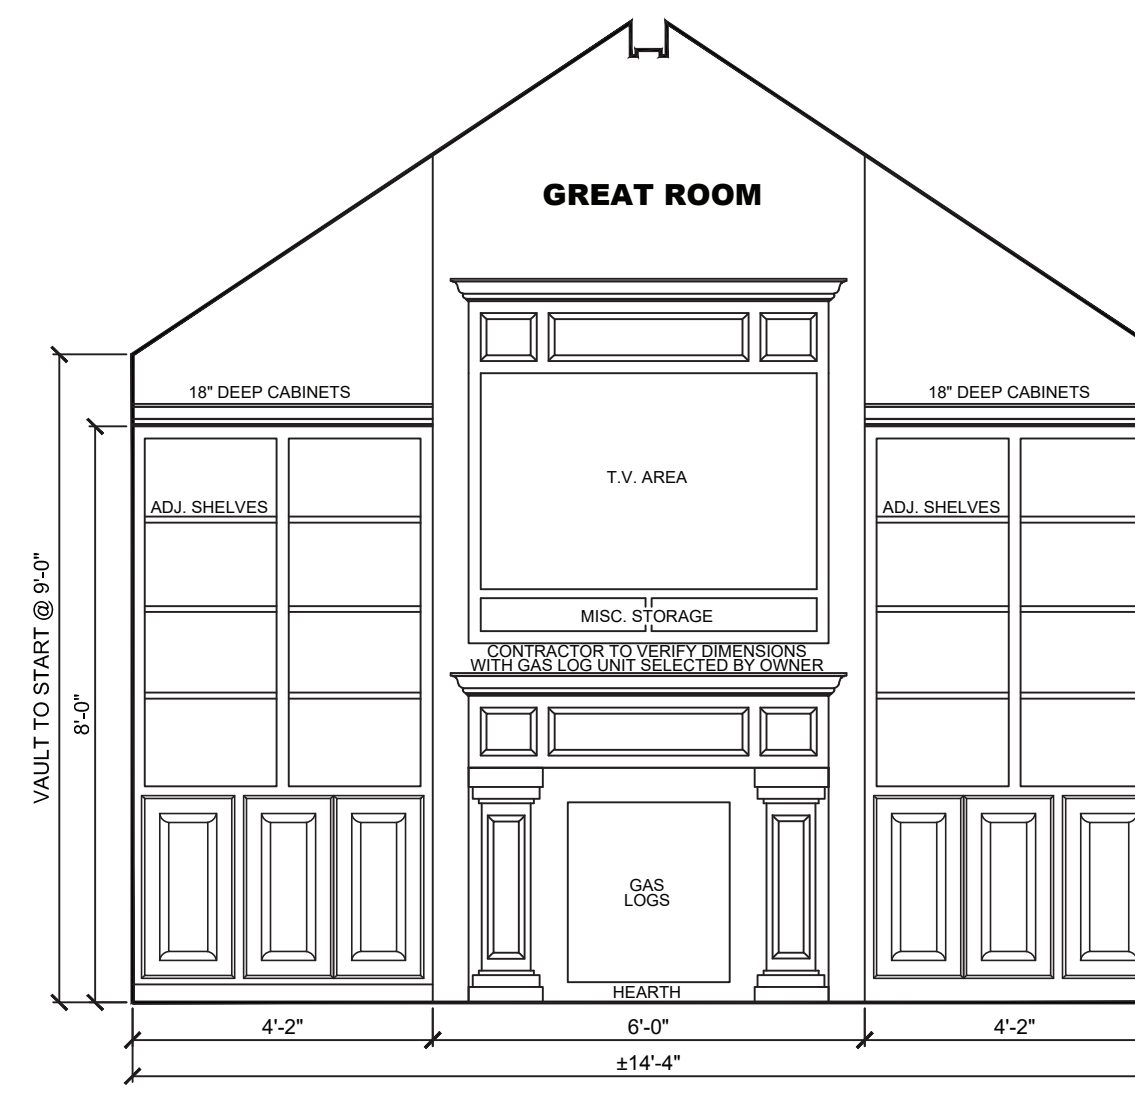 GREAT ROOM
18" DEEP CABINETS
18" DEEP CABINETS
T.V. AREA
ADJ. SHELVES
ADJ. SHELVES
VAULT TO START @ 9'-0"
8'-0"
MISC. STORAGE
CONTRACTOR TO VERIFY DIMENSIONS
WITH GAS LOG UNIT SELECTED BY OWNER
GAS
LOGS
HEARTH
4'-2"
6'-0"
4'-2"
±14'-4"